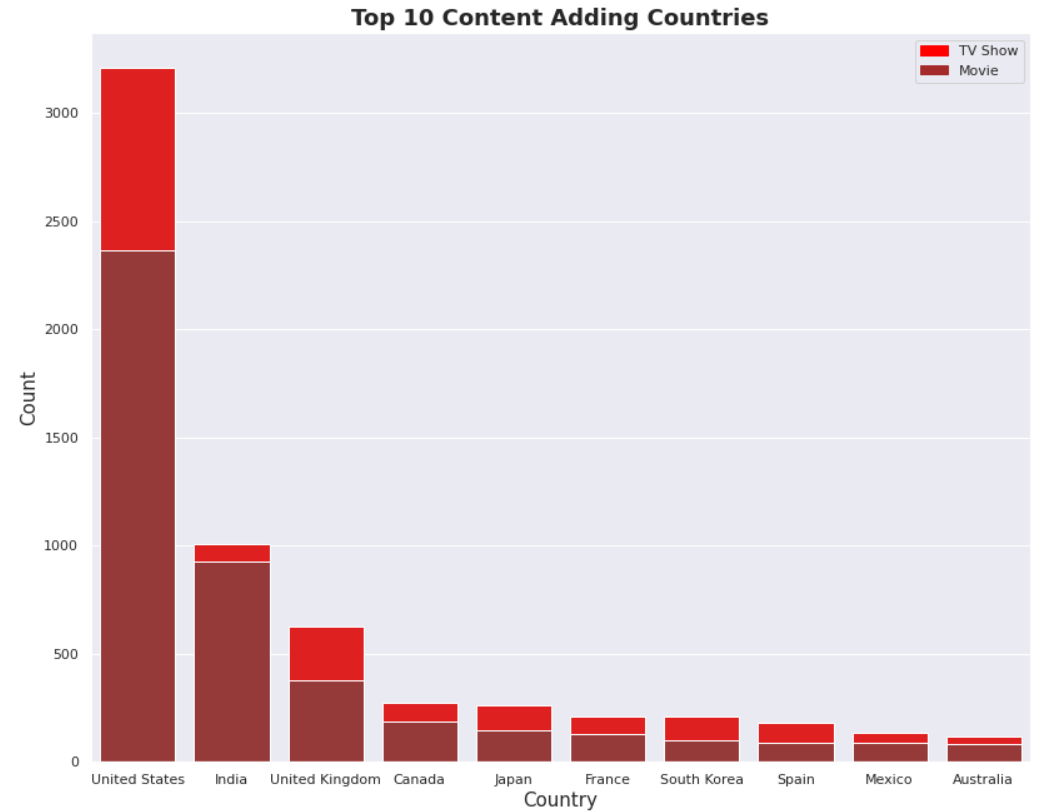 Top 10 Content Adding Countries
TV Show
Movie
3000
2500
2000
1500
1000
500
0
Count
United States India United Kingdom Canada Japan France South Korea Spain Mexico Australia
Country